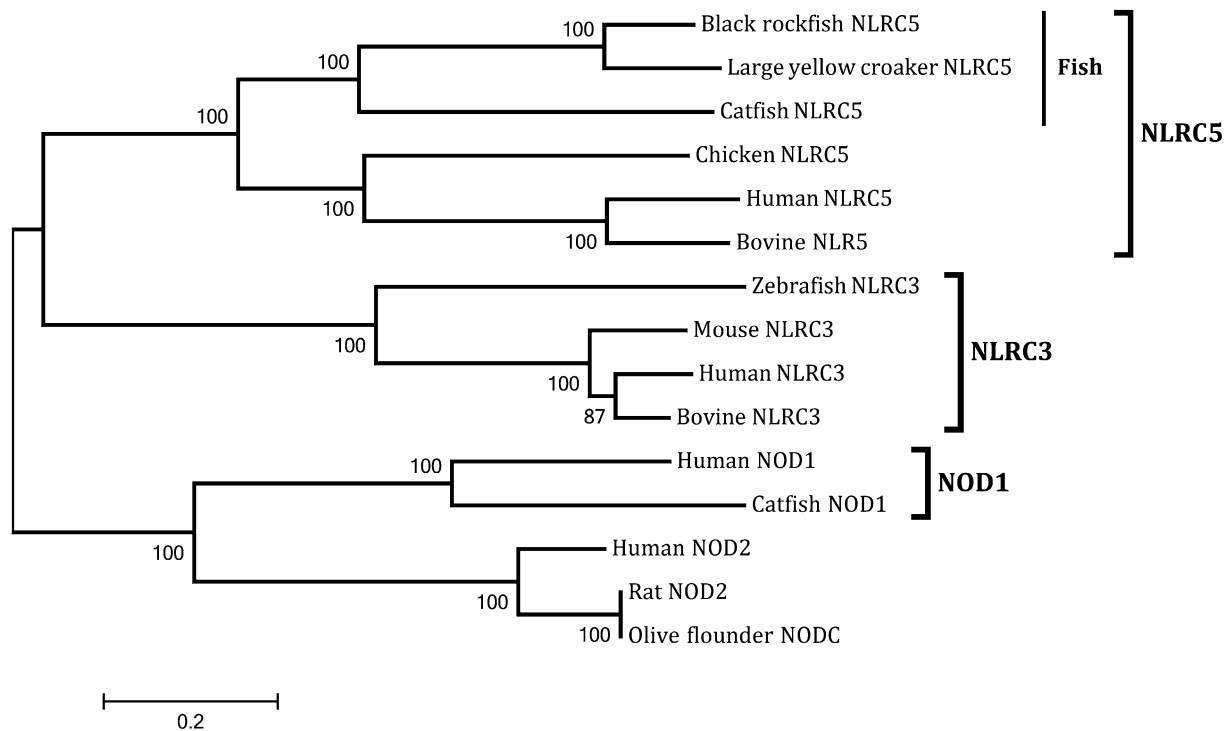 Black rockfish NLRC5
100
Large yellow croaker NLRC5
Fish
100
Catfish NLRC5
100
NLRC5
Chicken NLRC5
Human NLRC5
100
Bovine NLR5
100
Zebrafish NLRC3
Mouse NLRC3
100
NLRC3
Human NLRC3
100
Bovine NLRC3
87
Human NOD1
100
NOD1
Catfish NOD1
Human NOD2
100
Rat NOD2
100
Olive flounder NODC
100
0.2